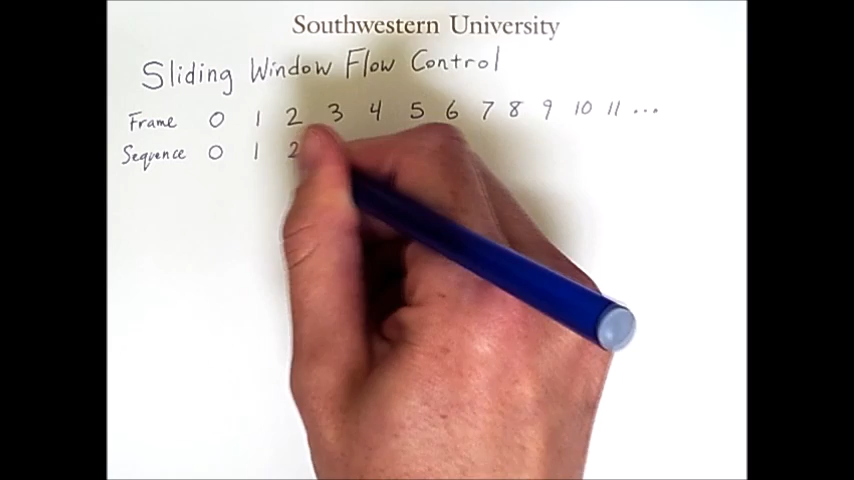 Southwestern University
Sliding Window Flow Control
Frame 0 1 2 3 4 5 6 7 8 9 10 11 ...
Sequence 0 1 2